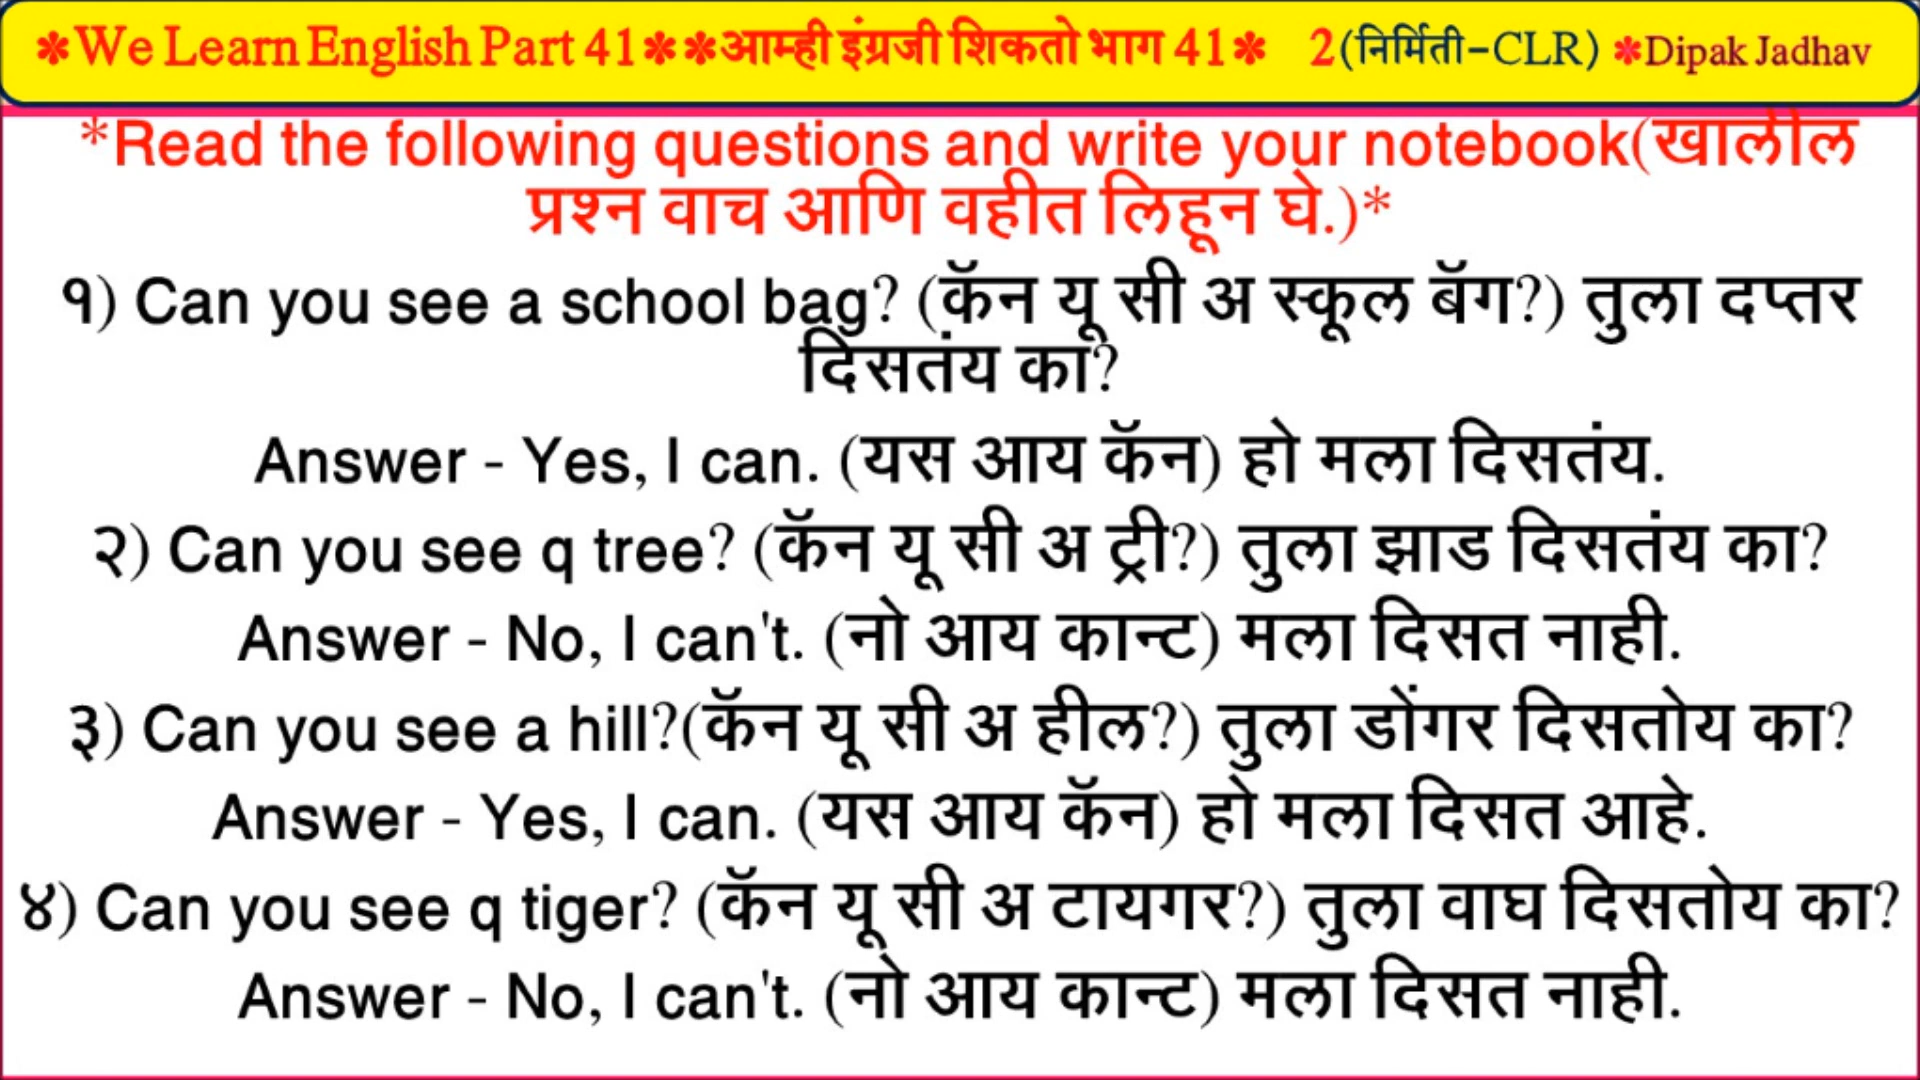 *We Learn English Part 41**आम्ही इंग्रजी शिकतो भाग 41* 2(निर्मिती-CLR) *Dipak Jadhav
*Read the following questions and write your notebook(खालील
प्रश्न वाच आणि वहीत लिहून घे.)*
१) Can you see a school bag? (कॅन यू सी अ स्कूल बॅग?) तुला दप्तर
दिसतंय का?
Answer - Yes, I can. (यस आय कॅन) हो मला दिसतंय.
२) Can you see q tree? (कॅन यू सी अ ट्री?) तुला झाड दिसतंय का?
Answer - No, I can't. (नो आय कान्ट) मला दिसत नाही.
३) Can you see a hill?(कॅन यू सी अ हील?) तुला डोंगर दिसतोय का?
Answer - Yes, I can. (यस आय कॅन) हो मला दिसत आहे.
४) Can you see q tiger? (कॅन यू सी अ टायगर?) तुला वाघ दिसतोय का?
Answer - No, I can't. (नो आय कान्ट) मला दिसत नाही.